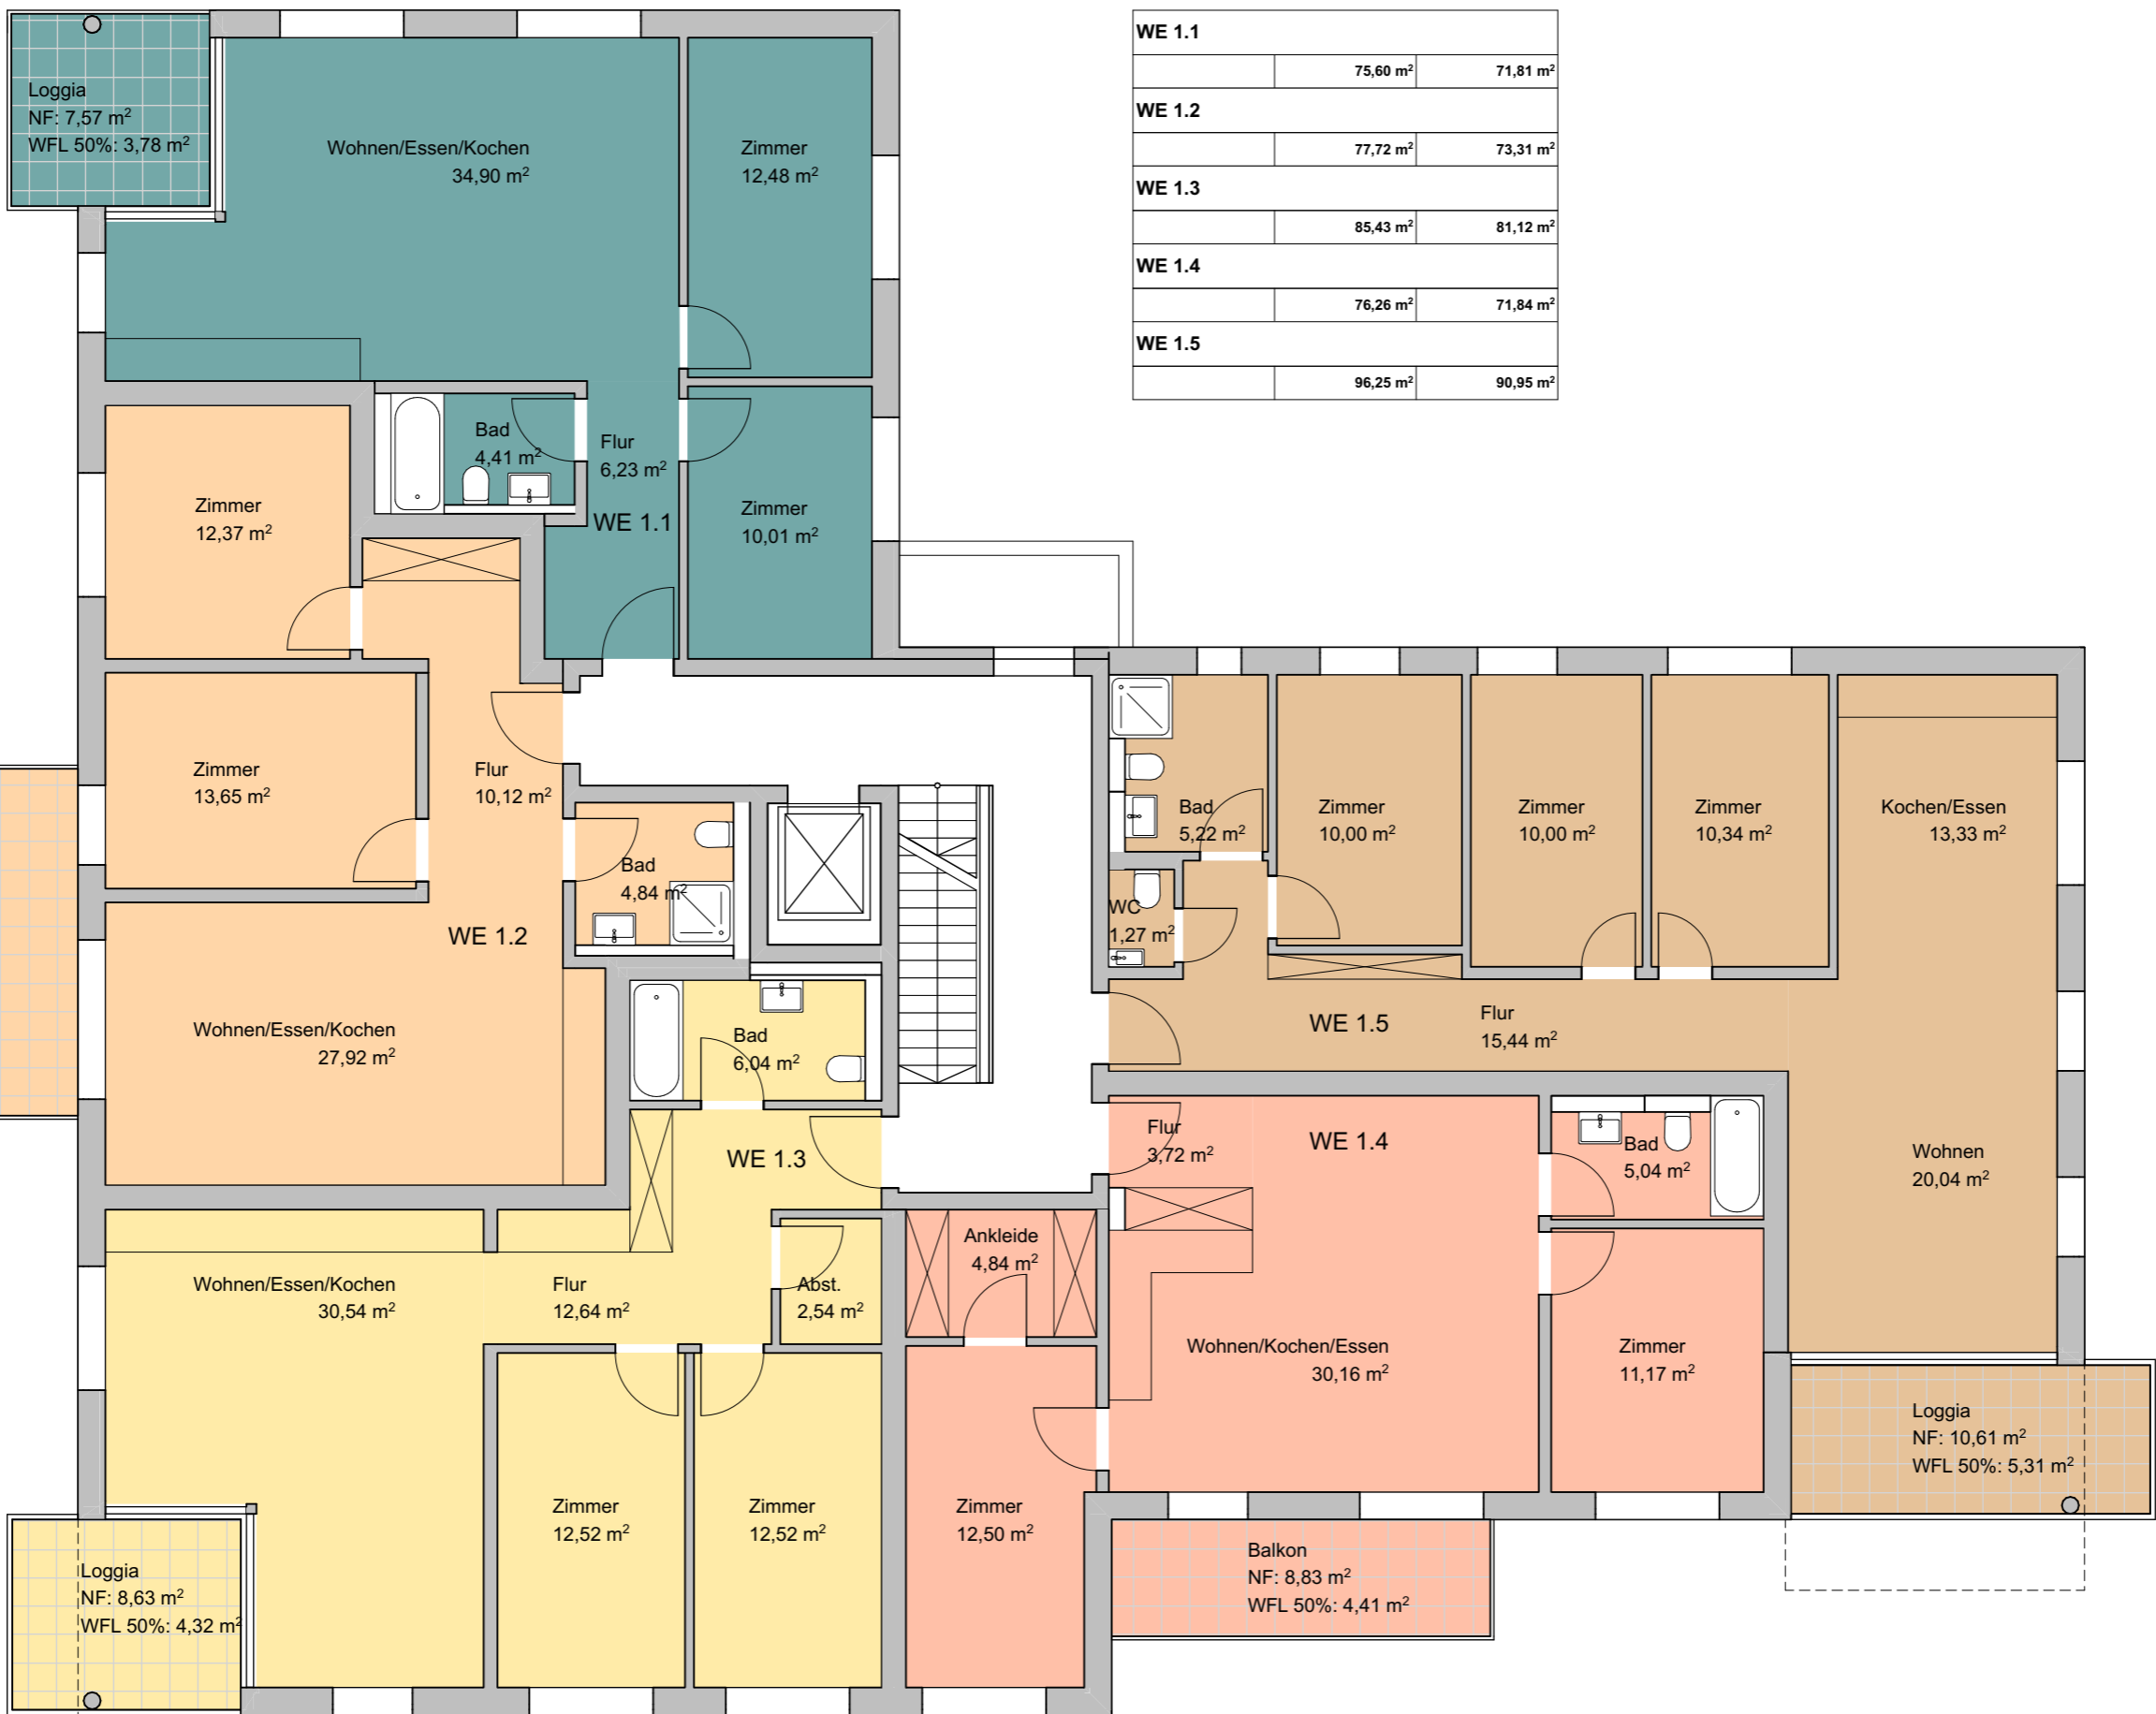 WE 1.1
75,60 m² 71,81 m²
WE 1.2
77,72 m² 73,31 m²
WE 1.3
85,43 m² 81,12 m²
WE 1.4
76,26 m² 71,84 m²
WE 1.5
96,25 m² 90,95 m²
Loggia
NF: 7,57 m²
WFL 50%: 3,78 m²
Wohnen/Essen/Kochen
34,90 m²
Zimmer
12,48 m²
Bad
4,41 m²
Flur
6,23 m²
WE 1.1
Zimmer
10,01 m²
Zimmer
12,37 m²
Zimmer
13,65 m²
Flur
10,12 m²
Bad
4,84 m²
WE 1.2
Wohnen/Essen/Kochen
27,92 m²
Bad
6,04 m²
WE 1.3
Wohnen/Essen/Kochen
30,54 m²
Flur
12,64 m²
Abst.
2,54 m²
Zimmer
12,52 m²
Zimmer
12,52 m²
Loggia
NF: 8,63 m²
WFL 50%: 4,32 m²
Bad
5,22 m²
Zimmer
10,00 m²
Zimmer
10,00 m²
Zimmer
10,34 m²
Kochen/Essen
13,33 m²
WC
1,27 m²
WE 1.5
Flur
15,44 m²
Wohnen
20,04 m²
Loggia
NF: 10,61 m²
WFL 50%: 5,31 m²
Flur
3,72 m²
WE 1.4
Bad
5,04 m²
Ankleide
4,84 m²
Wohnen/Kochen/Essen
30,16 m²
Zimmer
11,17 m²
Zimmer
12,50 m²
Balkon
NF: 8,83 m²
WFL 50%: 4,41 m²